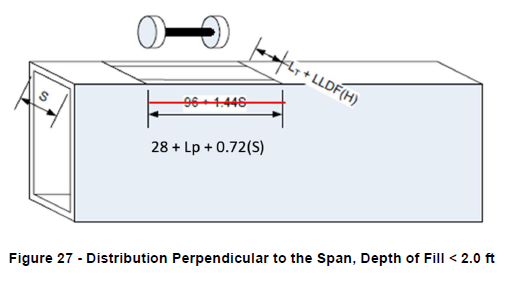 LT + LLDF(H)
S
96 + 1.44S
28 + Lp + 0.72(S)
Figure 27 - Distribution Perpendicular to the Span, Depth of Fill < 2.0 ft